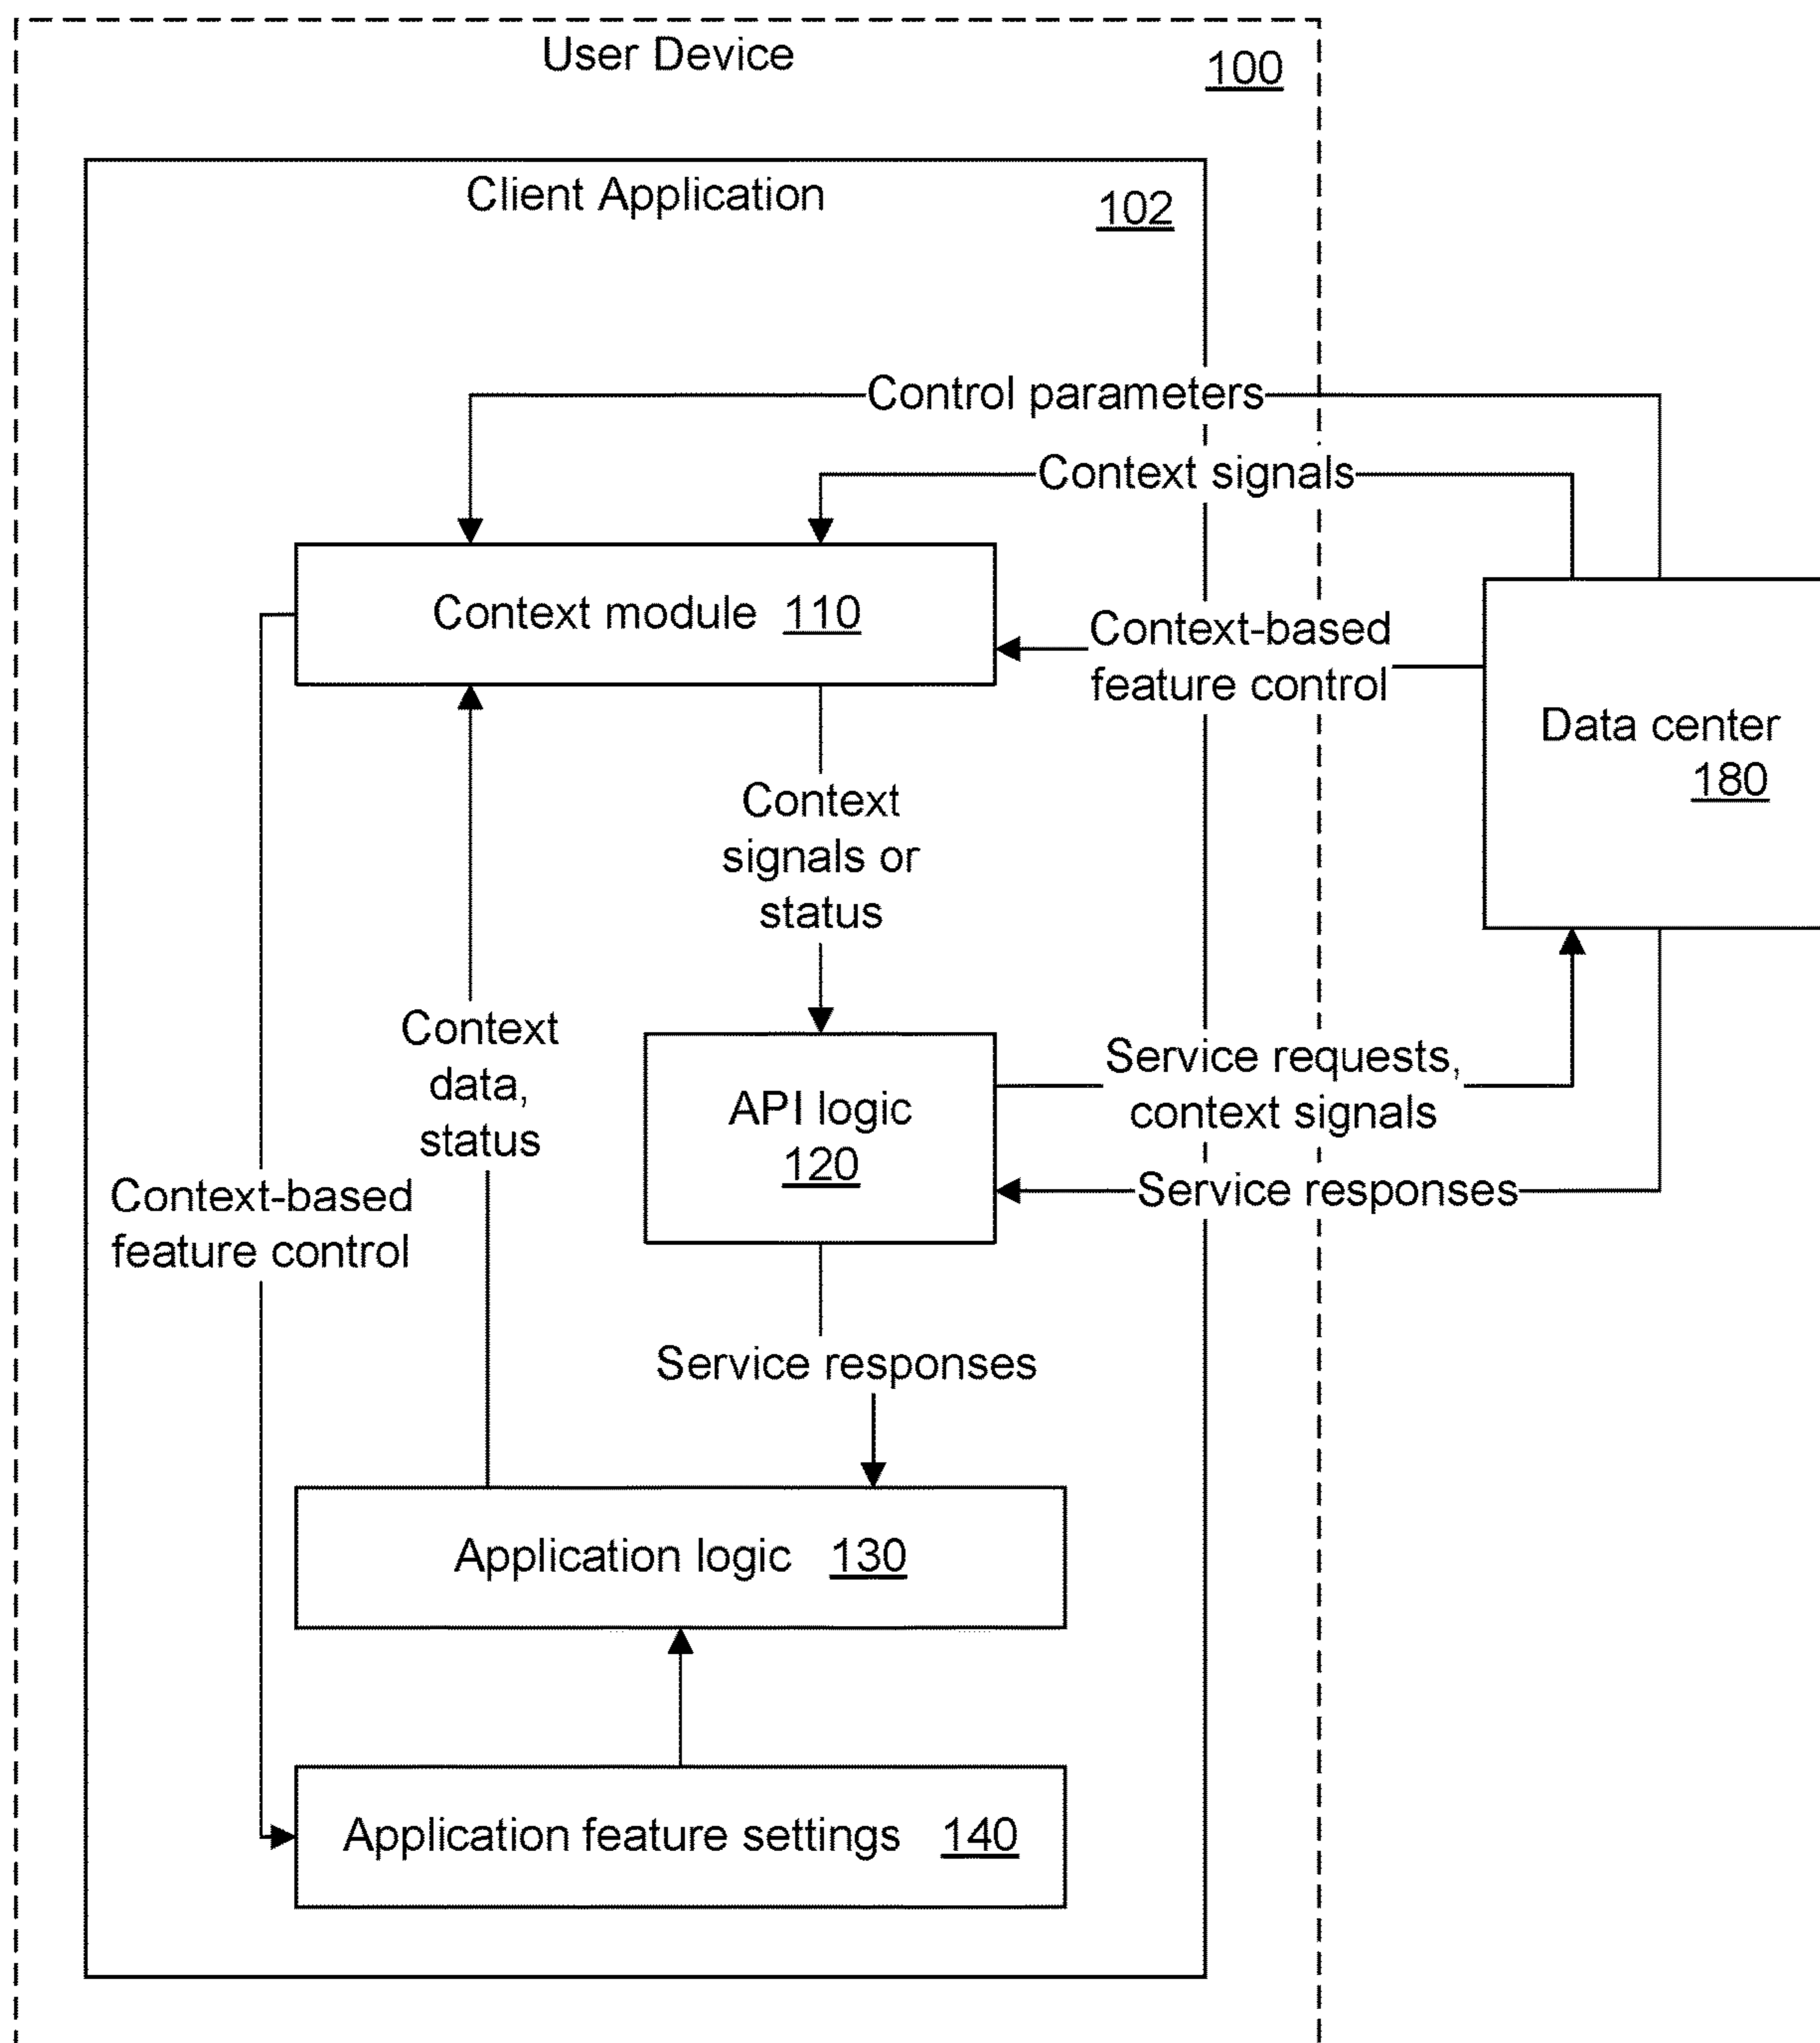 User Device
100
Client Application
102
Control parameters
Context signals
Context module 110
Context-based
feature control
Data center
180
Context
signals or
status
Context
data,
status
Service requests,
context signals
API logic
120
Service responses
Context-based
feature control
Service responses
Application logic 130
Application feature settings 140